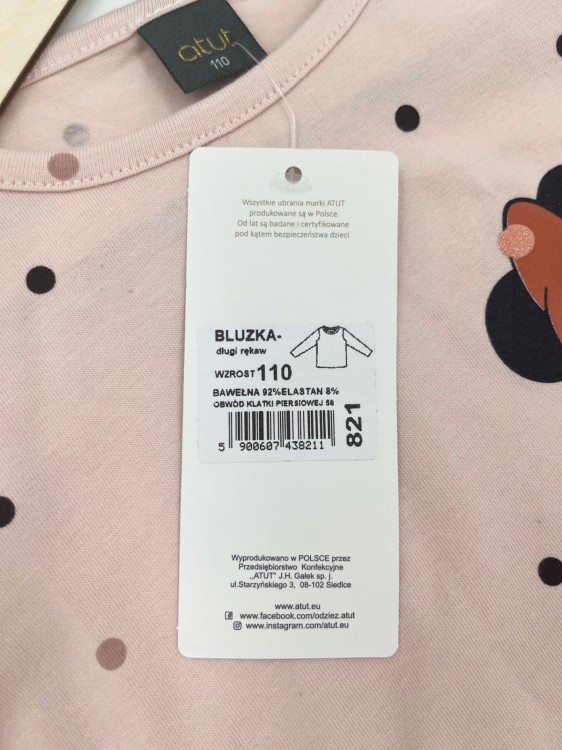 atut
110
Wszystkie ubrania marki ATUT
produkowane są w Polsce.
Od lat są badane i certyfikowane
pod kątem bezpieczeństwa dzieci.
BLUZKA-
długi rękaw
WZROST 110
BAWEŁNA 92%ELASTAN 8%
OBWÓD KLATKI PIERSIOWEJ 56
5 900607 438211
821
Wyprodukowano w POLSCE przez
Przedsiębiorstwo Konfekcyjne
„ATUT" J.H. Gałek sp. j.
ul.Starzyńskiego 3, 08-102 Siedlce
www.atut.eu
www.facebook.com/odziez.atut
www.instagram.com/atut.eu